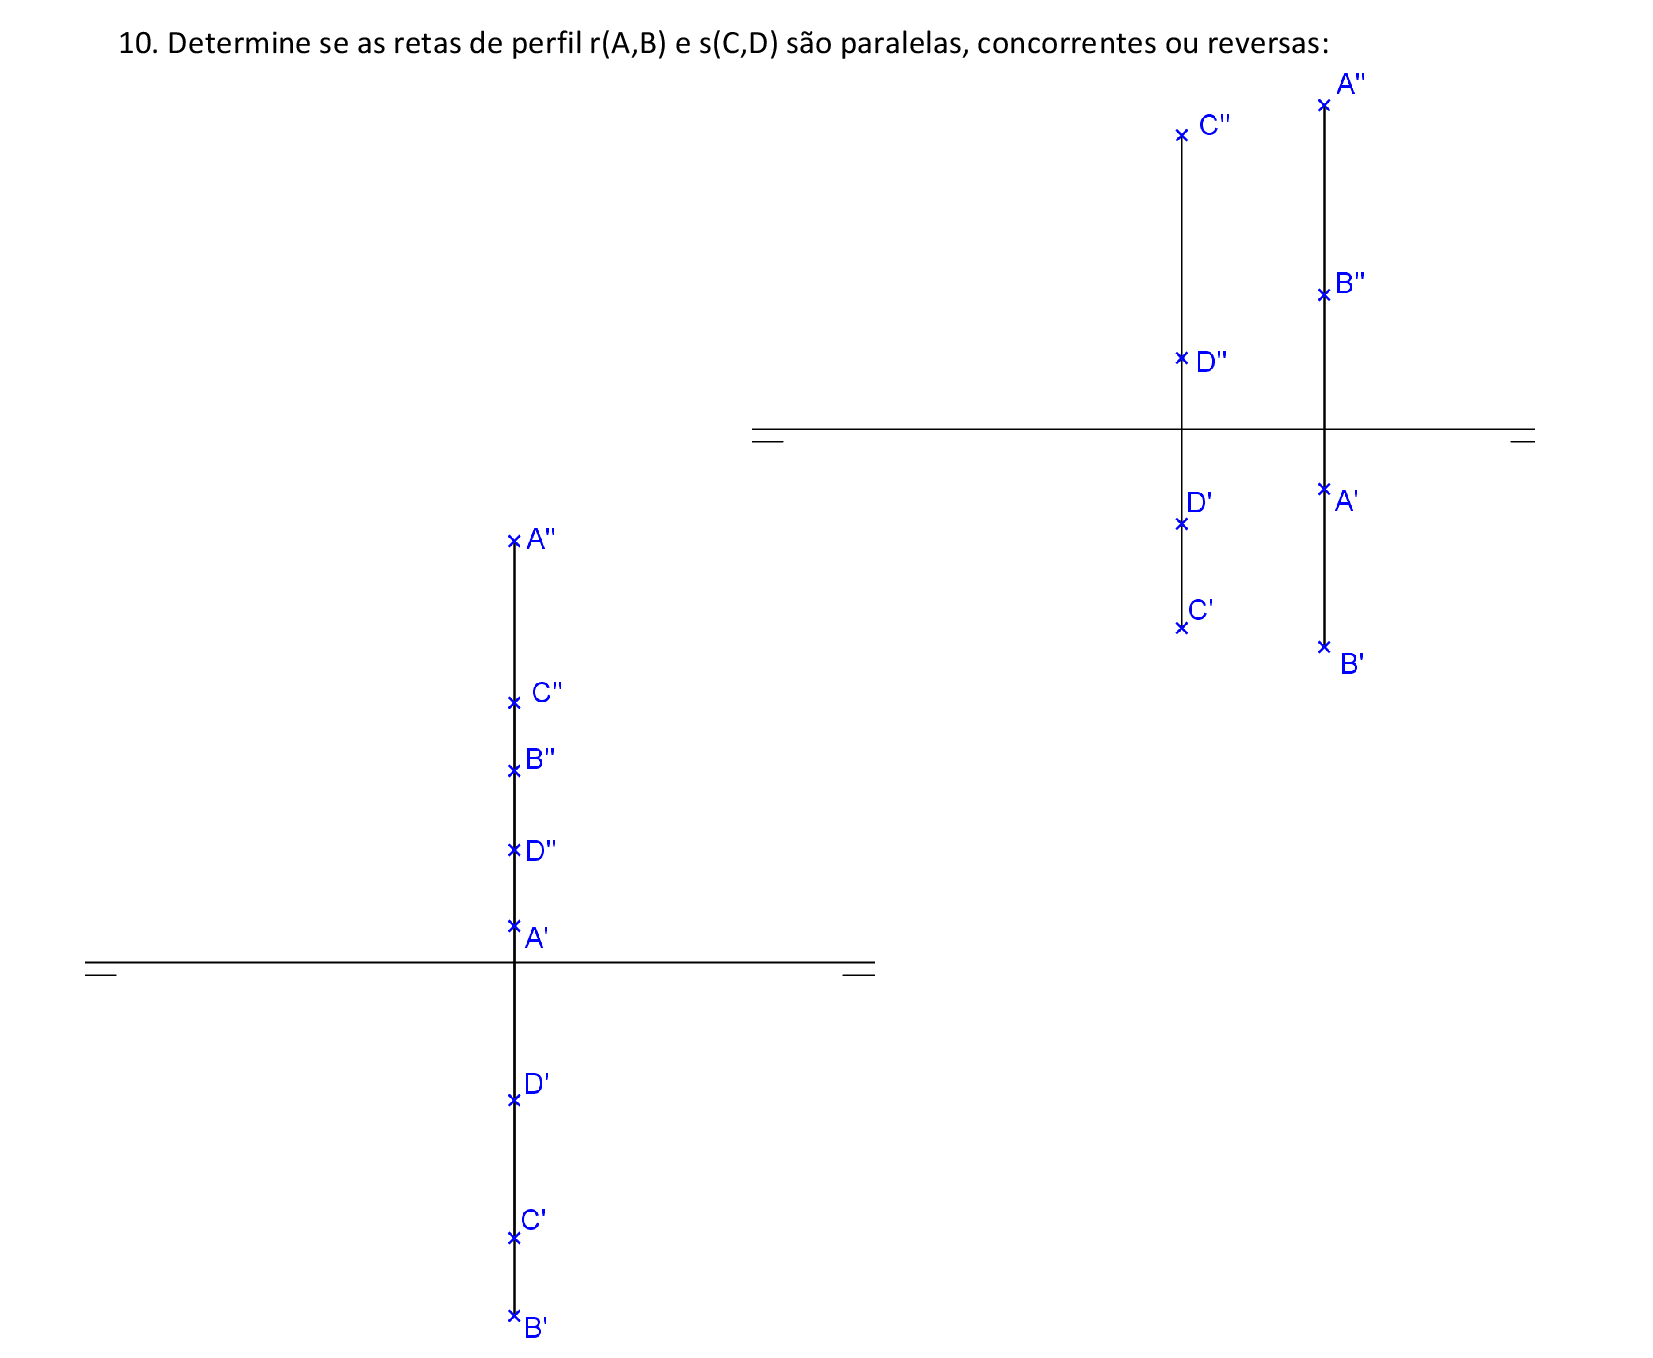 10. Determine se as retas de perfil r(A,B) e s(C,D) são paralelas, concorrentes ou reversas:
A"
C"
B"
D"
D'
A'
C'
B'
A"
C"
B"
D"
A'
D'
C'
B'